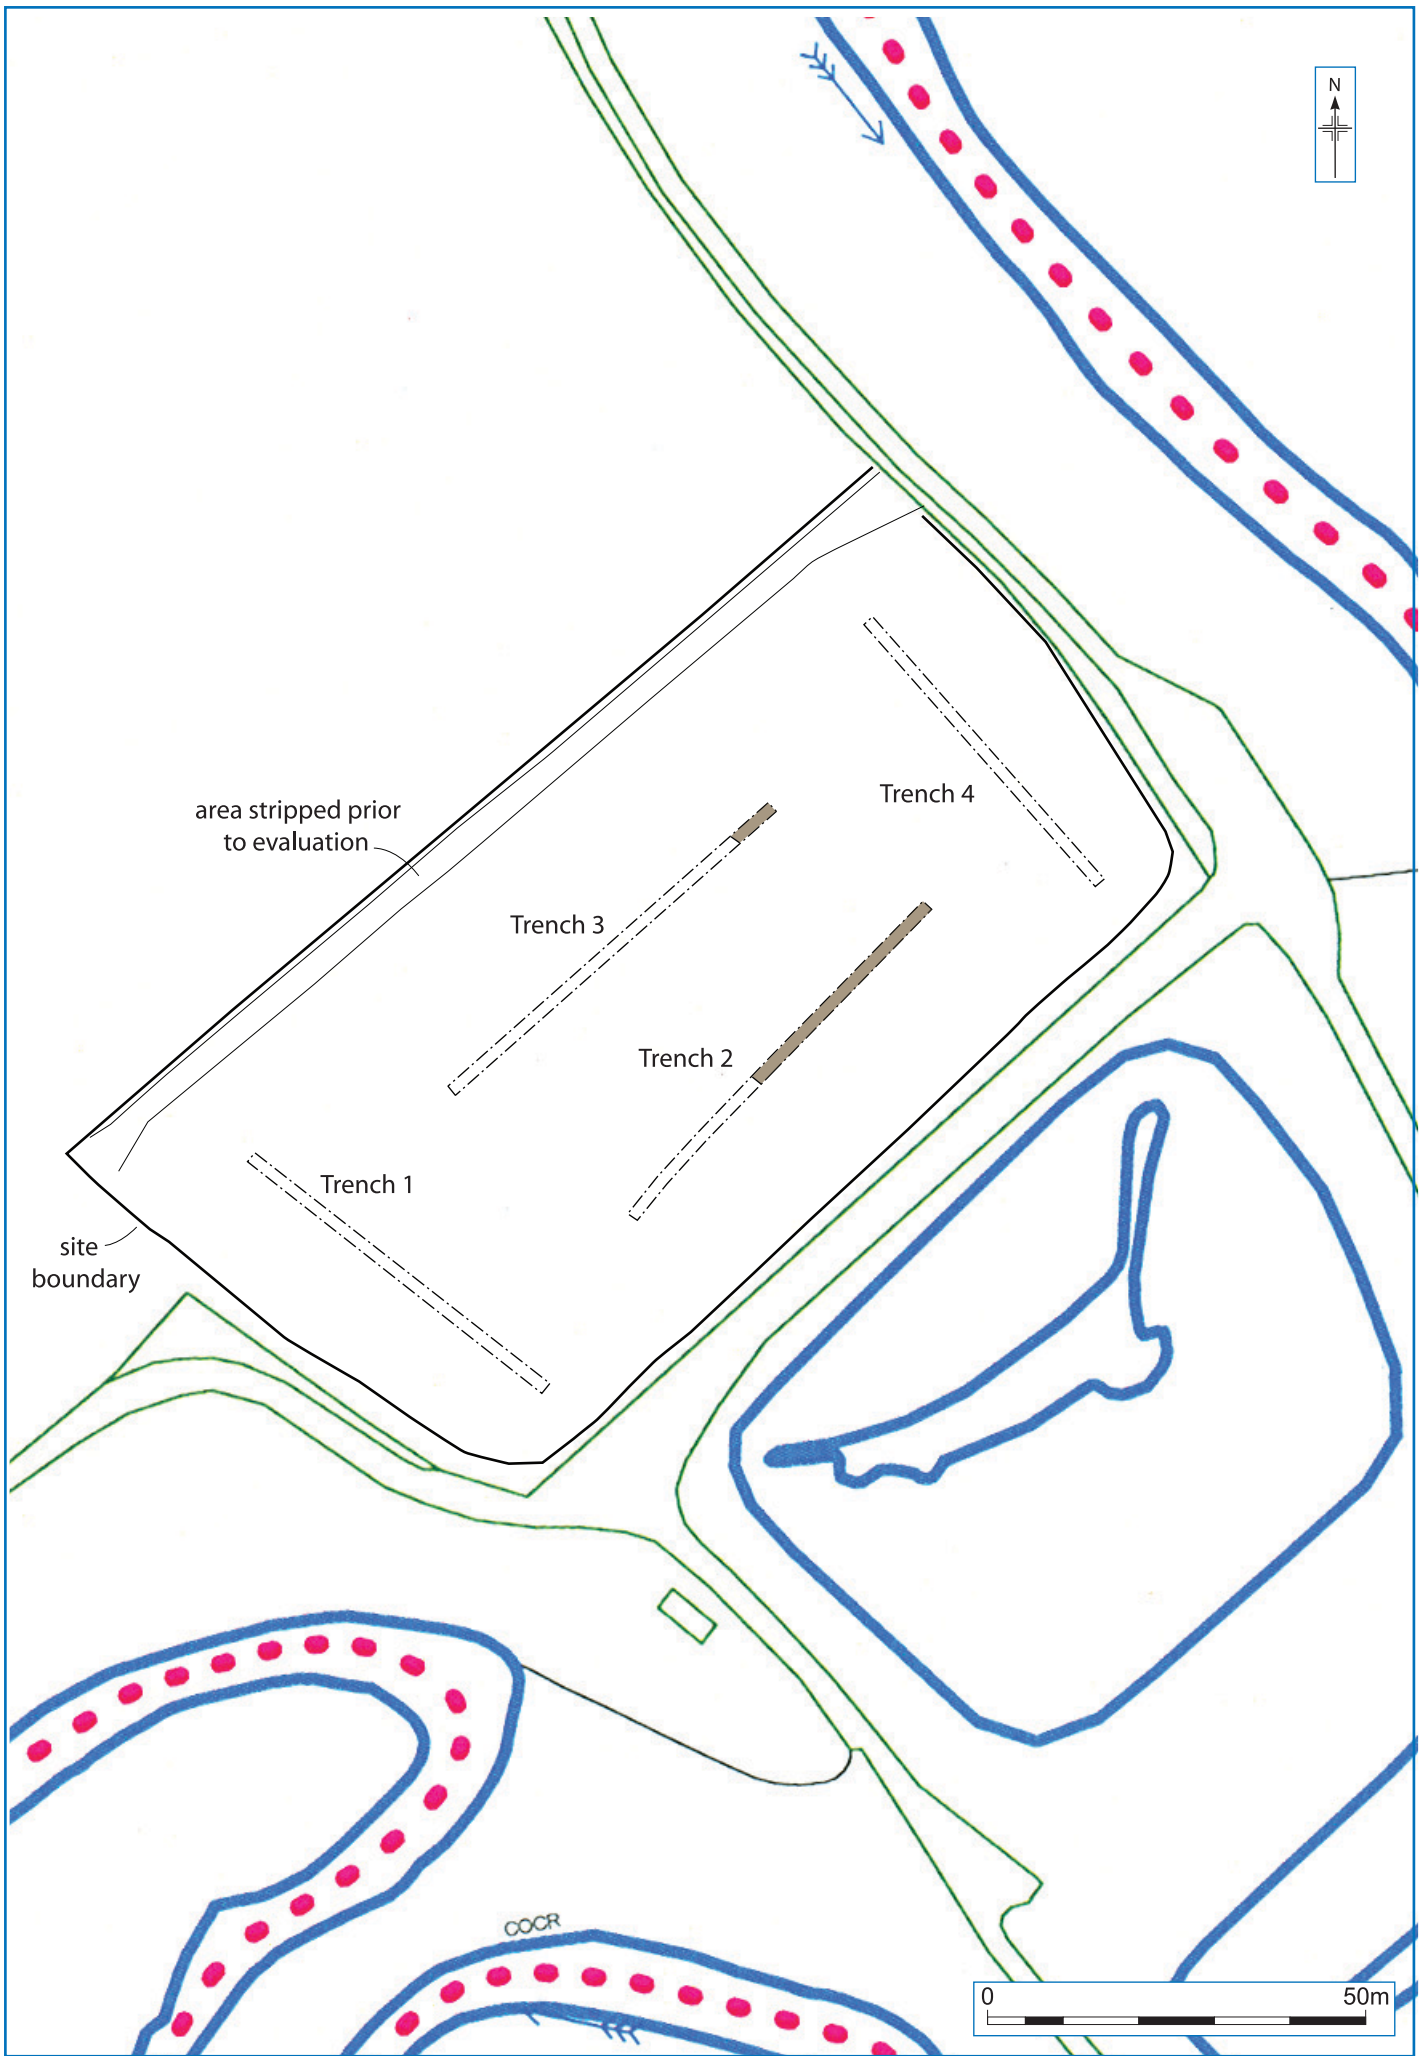 N
area stripped prior
to evaluation
Trench 4
Trench 3
Trench 2
Trench 1
site
boundary
COCR
0
50m